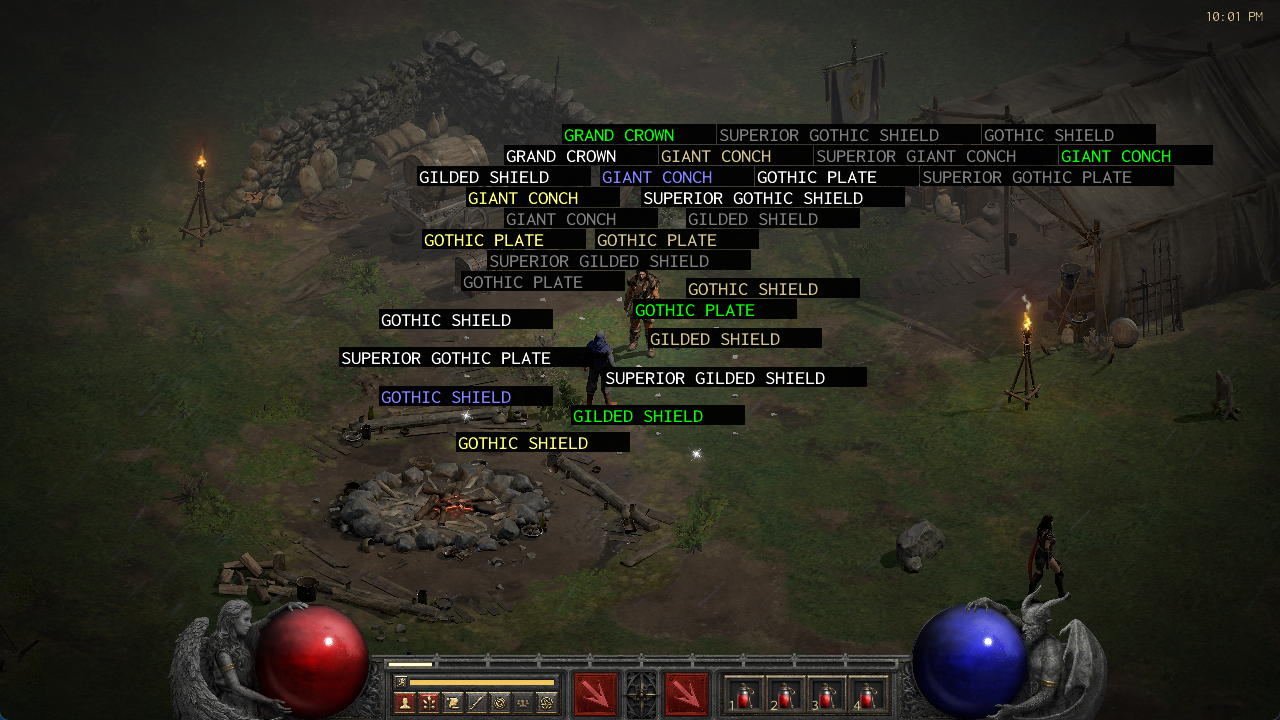 10:01 PM
GRAND CROWN SUPERIOR GOTHIC SHIELD GOTHIC SHIELD
GRAND CROWN GIANT CONCH SUPERIOR GIANT CONCH GIANT CONCH
GILDED SHIELD GIANT CONCH GOTHIC PLATE SUPERIOR GOTHIC PLATE
GIANT CONCH SUPERIOR GOTHIC SHIELD
GIANT CONCH GILDED SHIELD
GOTHIC PLATE GOTHIC PLATE
SUPERIOR GILDED SHIELD
GOTHIC PLATE GOTHIC SHIELD
GOTHIC PLATE
GOTHIC SHIELD
GILDED SHIELD
SUPERIOR GOTHIC PLATE
SUPERIOR GILDED SHIELD
GOTHIC SHIELD
GILDED SHIELD
GOTHIC SHIELD
1 2 3 4